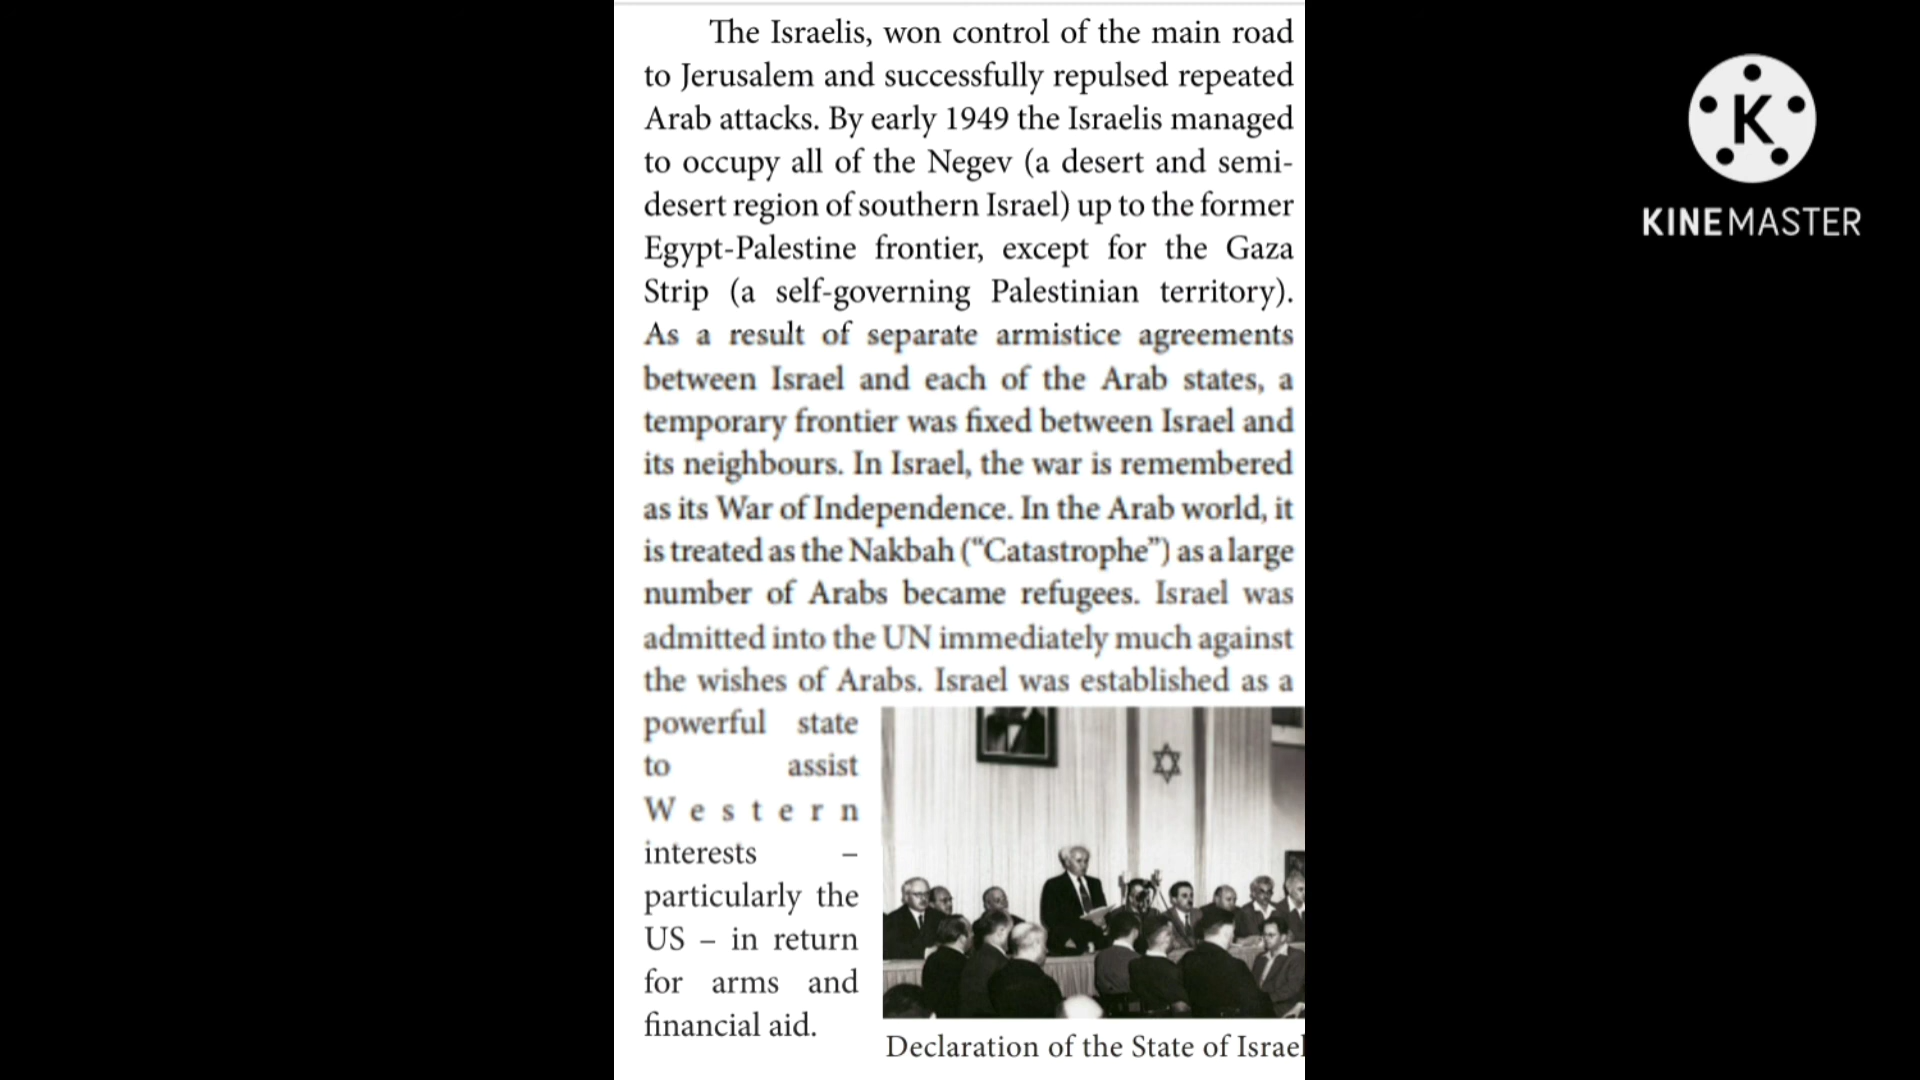 The Israelis, won control of the main road
to Jerusalem and successfully repulsed repeated
Arab attacks. By early 1949 the Israelis managed
to occupy all of the Negev (a desert and semi-
desert region of southern Israel) up to the former
Egypt-Palestine frontier, except for the Gaza
Strip (a self-governing Palestinian territory).
As a result of separate armistice agreements
between Israel and each of the Arab states, a
temporary frontier was fixed between Israel and
its neighbours. In Israel, the war is remembered
as its War of Independence. In the Arab world, it
is treated as the Nakbah (“Catastrophe”) as a large
number of Arabs became refugees. Israel was
admitted into the UN immediately much against
the wishes of Arabs. Israel was established as a
powerful state
to assist
Western
interests –
particularly the
US – in return
for arms and
financial aid.
Declaration of the State of Israel
K
KINEMASTER